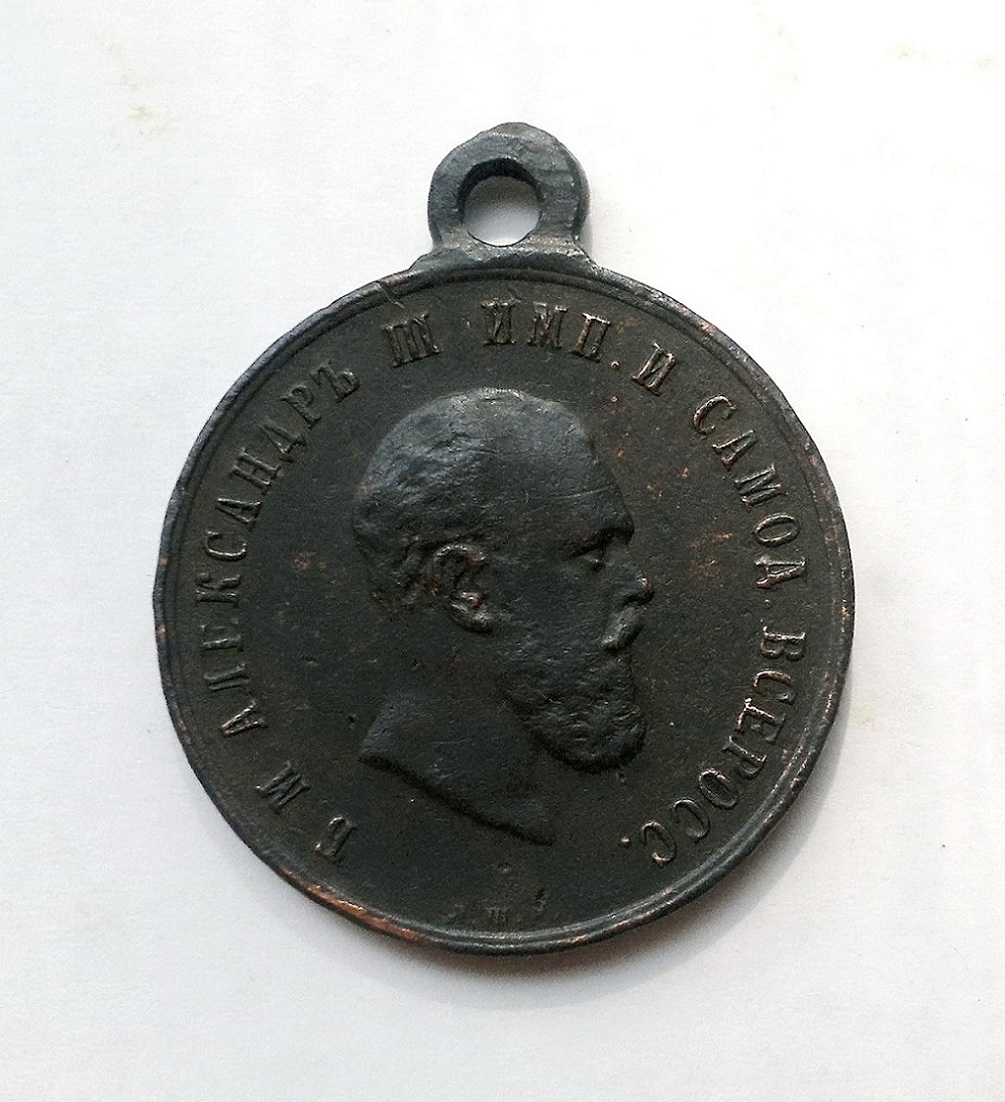 Б М АЛЕКСАНДРЪ III ИМП. И САМОД. ВСЕРОСС.